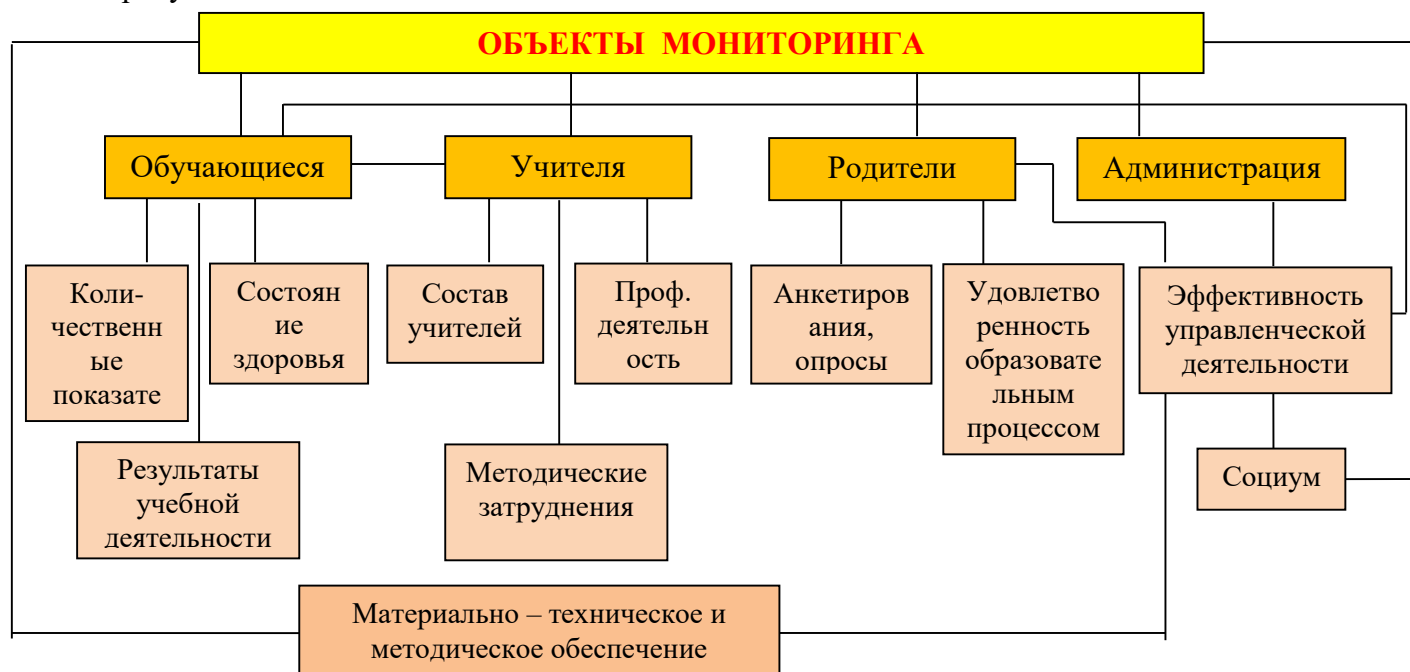 ОБЪЕКТЫ МОНИТОРИНГА
Обучающиеся
Учителя
Родители
Администрация
Коли-
чественн
ые
показате
Состоян
ие
здоровья
Состав
учителей
Проф.
деятельн
ость
Анкетиров
ания,
опросы
Удовлетво
ренность
образовате
льным
процессом
Эффективность
управленческой
деятельности
Результаты
учебной
деятельности
Методические
затруднения
Социум
Материально – техническое и
методическое обеспечение